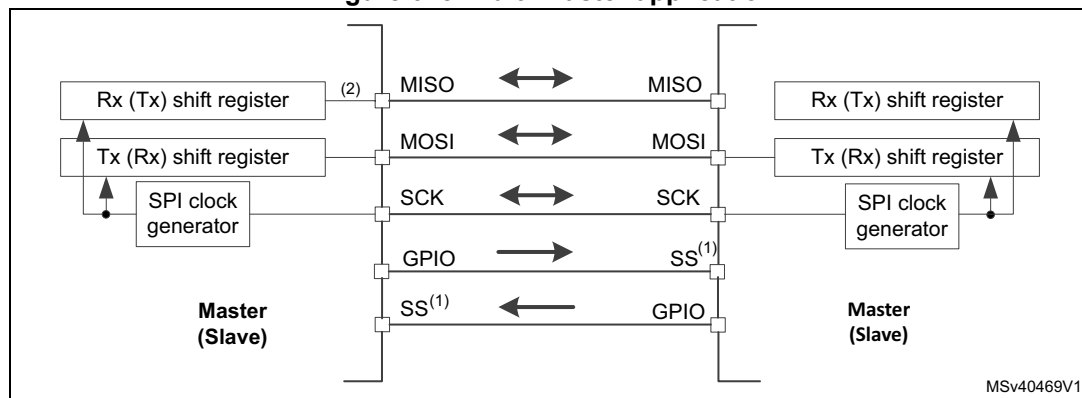 Rx (Tx) shift register
(2)
MISO
MISO
Rx (Tx) shift register
Tx (Rx) shift register
MOSI
MOSI
Tx (Rx) shift register
SPI clock
generator
SCK
SCK
SPI clock
generator
GPIO
SS(1)
Master
(Slave)
SS(1)
GPIO
Master
(Slave)
MSv40469V1